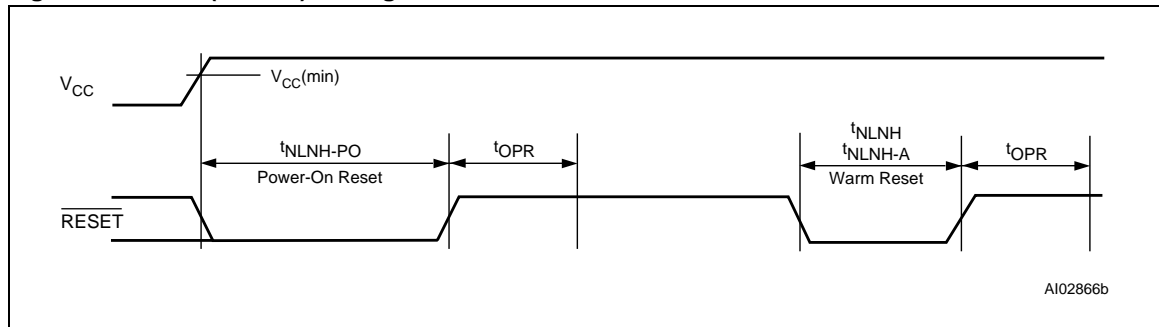 VCC
VCC(min)
tNLNH-PO
Power-On Reset
tOPR
tNLNH
tNLNH-A
Warm Reset
tOPR
RESET
AI02866b